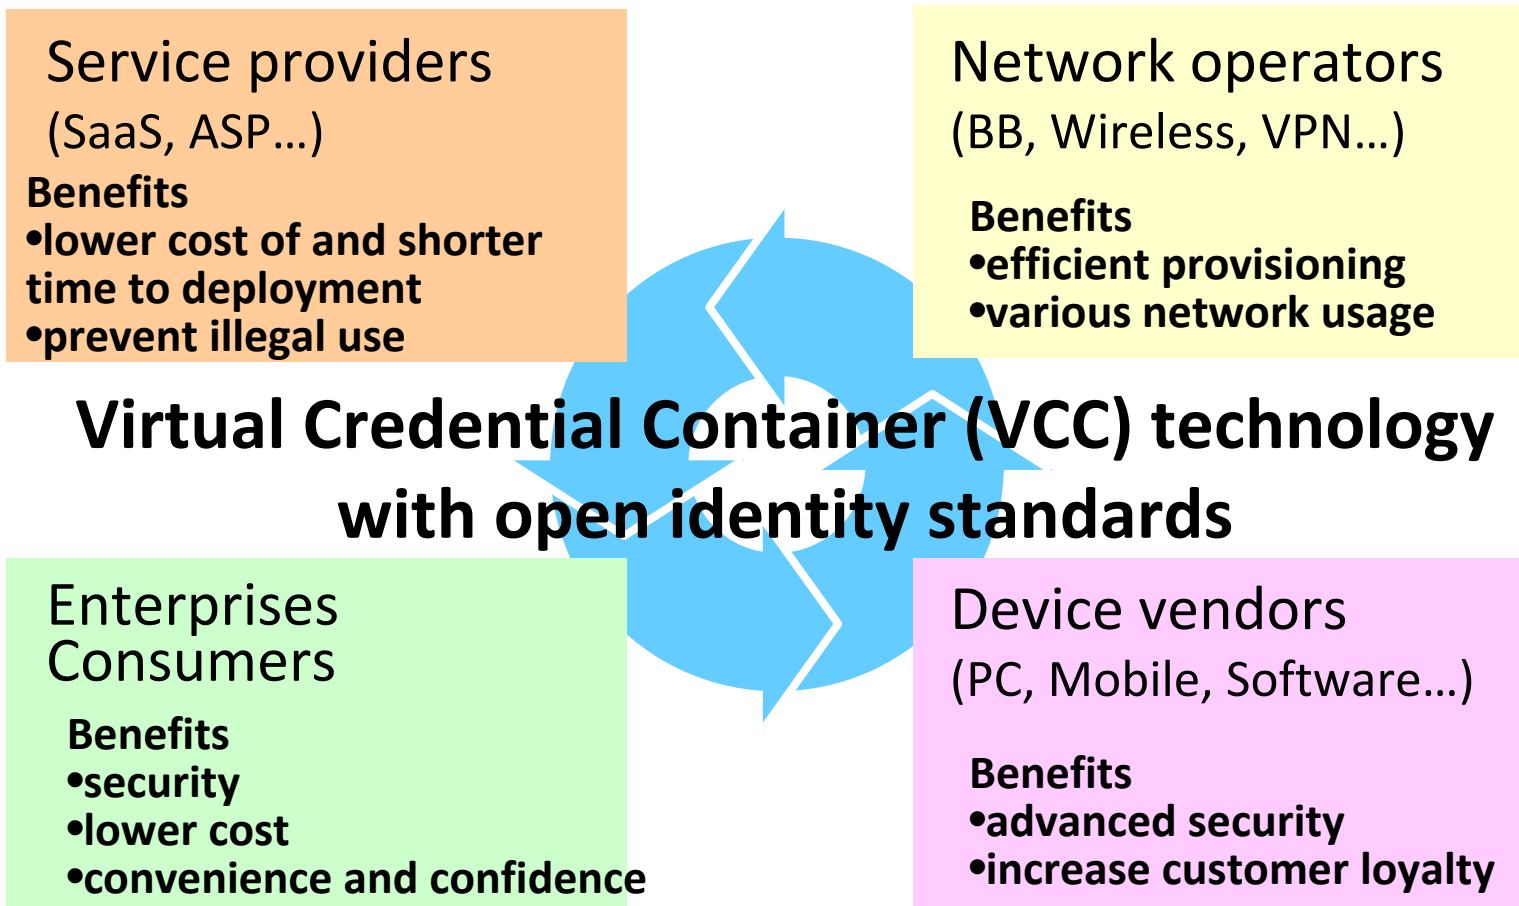 Service providers
(SaaS, ASP…)
Benefits
•lower cost of and shorter
time to deployment
•prevent illegal use
Network operators
(BB, Wireless, VPN…)
Benefits
•efficient provisioning
•various network usage
Virtual Credential Container (VCC) technology
with open identity standards
Enterprises
Consumers
Benefits
•security
•lower cost
•convenience and confidence
Device vendors
(PC, Mobile, Software…)
Benefits
•advanced security
•increase customer loyalty